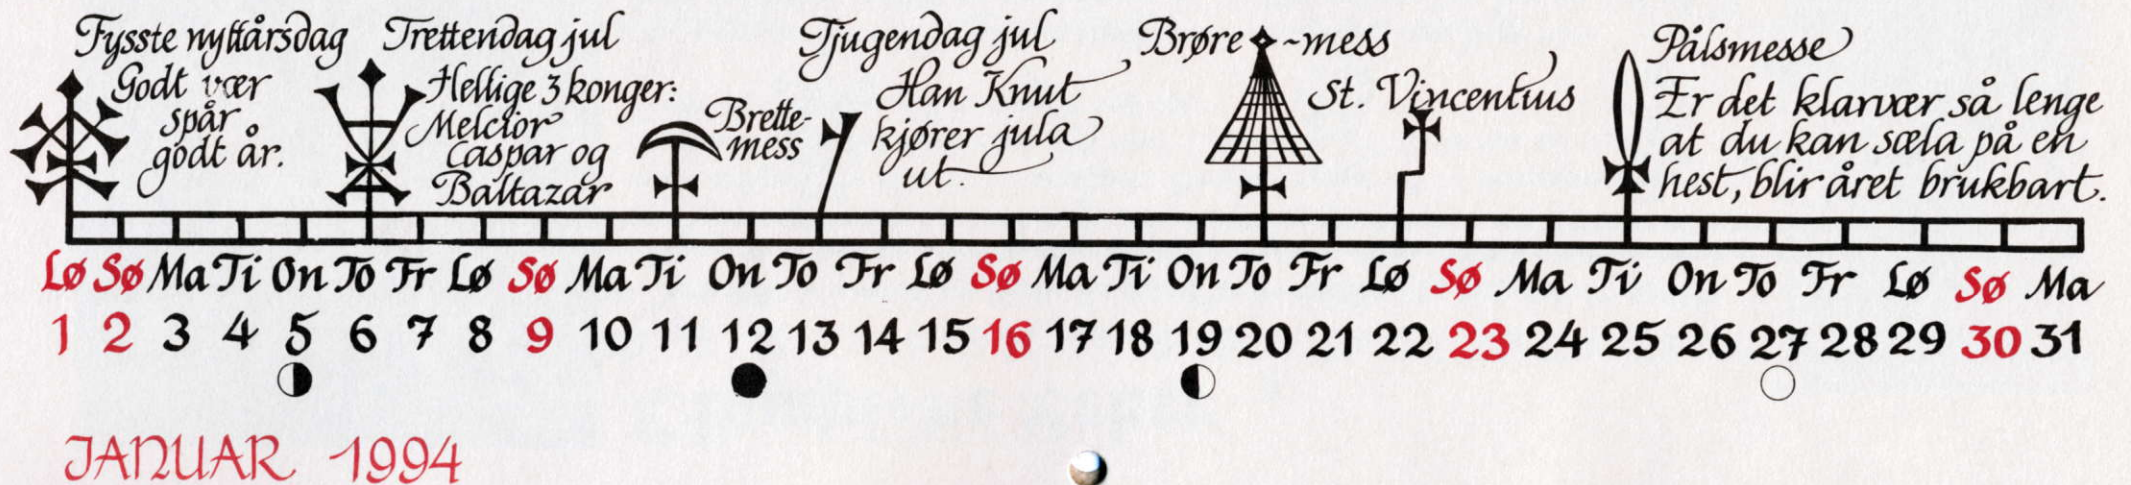 Fysste nyttårsdag
Godt vær
spår
godt år.
Trettendag jul
Hellige 3 konger:
Melcior
Caspar og
Baltazar
Brette-
mess
Tjugendag jul
Han Knut
kjører jula
ut.
Brøre-mess
St. Vincentius
Pålsmesse
Er det klarvær så lenge
at du kan sæla på en
hest, blir året brukbart.
Lø Sø Ma Ti On To Fr Lø Sø Ma Ti On To Fr Lø Sø Ma Ti On To Fr Lø Sø Ma Ti On To Fr Lø Sø Ma
1 2 3 4 5 6 7 8 9 10 11 12 13 14 15 16 17 18 19 20 21 22 23 24 25 26 27 28 29 30 31
JANUAR 1994